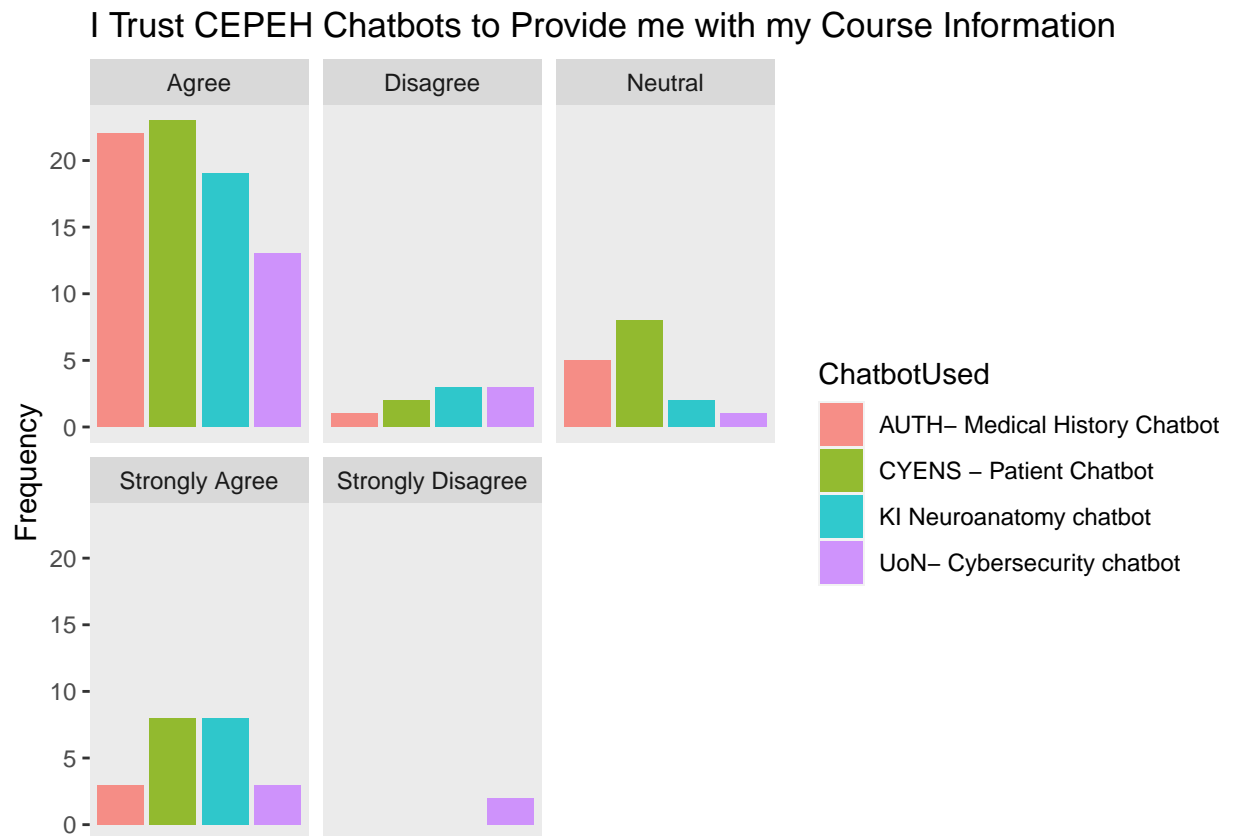 I Trust CEPEH Chatbots to Provide me with my Course Information
Agree
Disagree
Neutral
20
15
10
5
0
Strongly Agree
Strongly Disagree
20
15
10
5
0
Frequency
ChatbotUsed
AUTH− Medical History Chatbot
CYENS − Patient Chatbot
KI Neuroanatomy chatbot
UoN− Cybersecurity chatbot